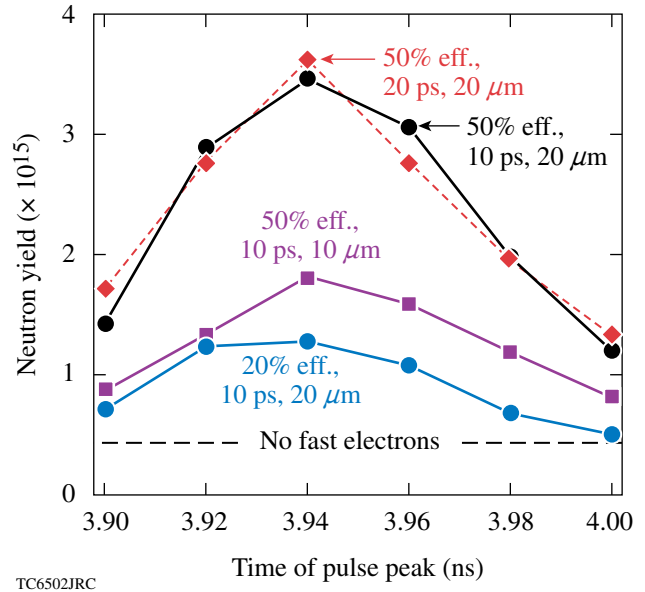 50% eff.,
20 ps, 20 μm
50% eff.,
10 ps, 20 μm
50% eff.,
10 ps, 10 μm
20% eff.,
10 ps, 20 μm
No fast electrons
4
3
2
1
0
Neutron yield (× 10¹⁵)
3.90 3.92 3.94 3.96 3.98 4.00
Time of pulse peak (ns)
TC6502JRC